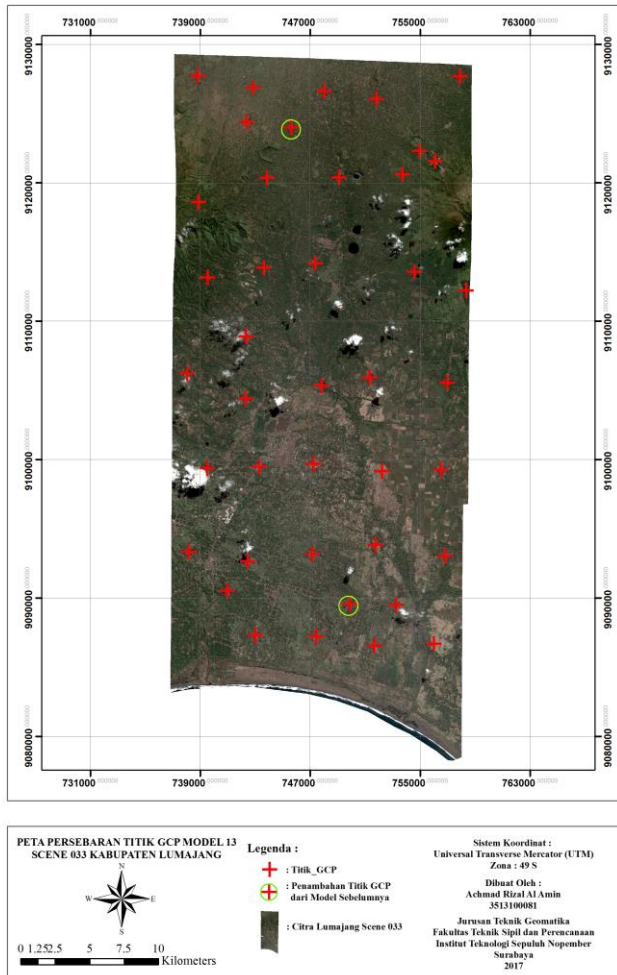 731000 739000 747000 755000 763000
9130000 9130000
9120000 9120000
9110000 9110000
9100000 9100000
9090000 9090000
9080000 9080000
731000 739000 747000 755000 763000
PETA PERSEBARAN TITIK GCP MODEL 13
SCENE 033 KABUPATEN LUMAJANG
N
W E
S
0 1.252.5 5 7.5 10
Kilometers
Legenda :
: Titik_GCP
: Penambahan Titik GCP
dari Model Sebelumnya
: Citra Lumajang Scene 033
Sistem Koordinat :
Universal Transverse Mercator (UTM)
Zona : 49 S
Dibuat Oleh :
Achmad Rizal Al Amin
3513100081
Jurusan Teknik Geomatika
Fakultas Teknik Sipil dan Perencanaan
Institut Teknologi Sepuluh Nopember
Surabaya
2017